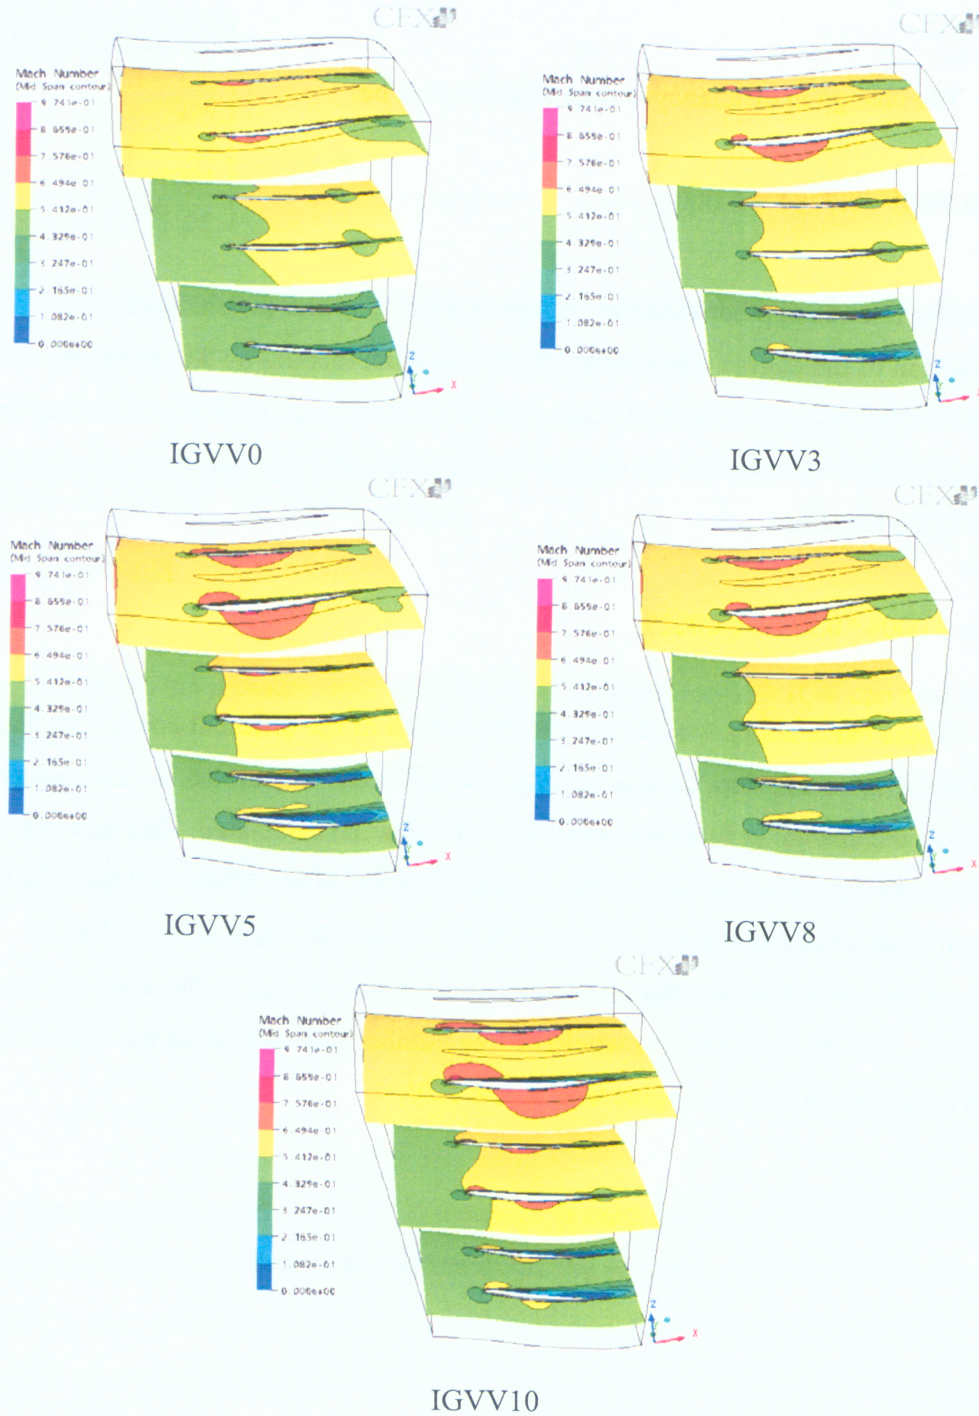 CFX
Mach Number
(Mid Span contour)
9.741e-01
8.659e-01
7.576e-01
6.494e-01
5.412e-01
4.329e-01
3.247e-01
2.165e-01
1.082e-01
0.000e+00
Z
Y
X
IGVV0
CFX
Mach Number
(Mid Span contour)
9.741e-01
8.659e-01
7.576e-01
6.494e-01
5.412e-01
4.329e-01
3.247e-01
2.165e-01
1.082e-01
0.000e+00
Z
Y
X
IGVV3
CFX
Mach Number
(Mid Span contour)
9.741e-01
8.659e-01
7.576e-01
6.494e-01
5.412e-01
4.329e-01
3.247e-01
2.165e-01
1.082e-01
0.000e+00
Z
Y
X
IGVV5
CFX
Mach Number
(Mid Span contour)
9.741e-01
8.659e-01
7.576e-01
6.494e-01
5.412e-01
4.329e-01
3.247e-01
2.165e-01
1.082e-01
0.000e+00
Z
Y
X
IGVV8
CFX
Mach Number
(Mid Span contour)
9.741e-01
8.659e-01
7.576e-01
6.494e-01
5.412e-01
4.329e-01
3.247e-01
2.165e-01
1.082e-01
0.000e+00
Z
Y
X
IGVV10